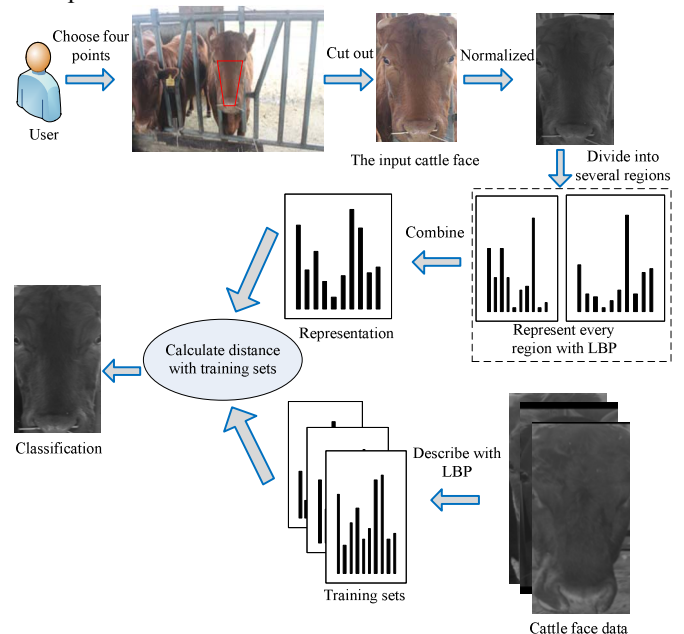 Choose four
points
User
Cut out
The input cattle face
Normalized
Divide into
several regions
Represent every
region with LBP
Combine
Representation
Calculate distance
with training sets
Classification
Describe with
LBP
Training sets
Cattle face data